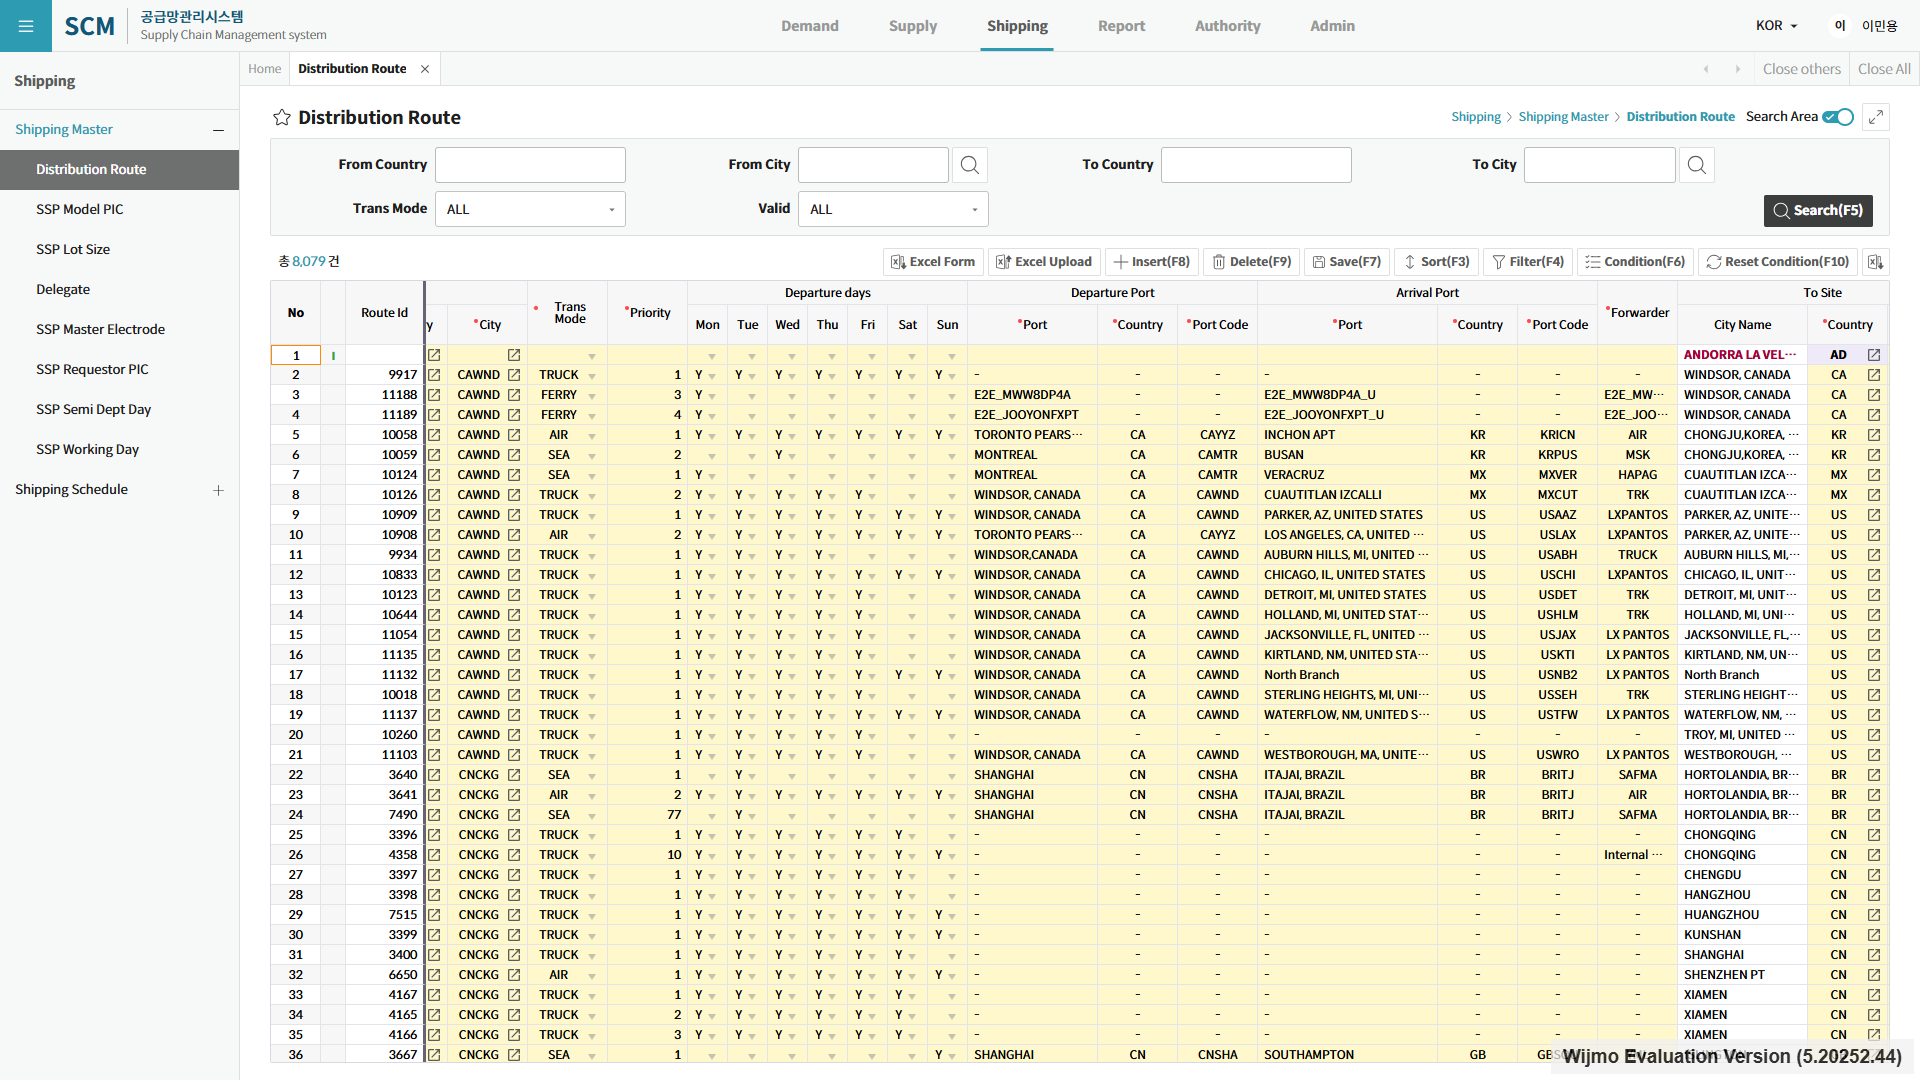 SCM 공급망관리시스템
Supply Chain Management system
Demand Supply Shipping Report Authority Admin
KOR 이 이민용
Shipping
Home Distribution Route Close others Close All
Shipping Master
Distribution Route
SSP Model PIC
SSP Lot Size
Delegate
SSP Master Electrode
SSP Requestor PIC
SSP Semi Dept Day
SSP Working Day
Shipping Schedule
Distribution Route
Shipping > Shipping Master > Distribution Route Search Area
From Country From City To Country To City
Trans Mode ALL Valid ALL Search(F5)
총 8,079 건
Excel Form Excel Upload Insert(F8) Delete(F9) Save(F7) Sort(F3) Filter(F4) Condition(F6) Reset Condition(F10)
Departure days Departure Port Arrival Port To Site
No Route Id y *City *Trans Mode *Priority Mon Tue Wed Thu Fri Sat Sun *Port *Country *Port Code *Port *Country *Port Code *Forwarder City Name *Country
1 I ANDORRA LA VEL··· AD
2 9917 CAWND TRUCK 1 Y Y Y Y Y Y Y - - - - - - - WINDSOR, CANADA CA
3 11188 CAWND FERRY 3 Y E2E_MWW8DP4A - - E2E_MWW8DP4A_U - - E2E_MW··· WINDSOR, CANADA CA
4 11189 CAWND FERRY 4 Y E2E_JOOYONFXPT - - E2E_JOOYONFXPT_U - - E2E_JOO··· WINDSOR, CANADA CA
5 10058 CAWND AIR 1 Y Y Y Y Y Y Y TORONTO PEARS··· CA CAYYZ INCHON APT KR KRICN AIR CHONGJU,KOREA, ··· KR
6 10059 CAWND SEA 2 Y MONTREAL CA CAMTR BUSAN KR KRPUS MSK CHONGJU,KOREA, ··· KR
7 10124 CAWND SEA 1 Y MONTREAL CA CAMTR VERACRUZ MX MXVER HAPAG CUAUTITLAN IZCA··· MX
8 10126 CAWND TRUCK 2 Y Y Y Y Y WINDSOR, CANADA CA CAWND CUAUTITLAN IZCALLI MX MXCUT TRK CUAUTITLAN IZCA··· MX
9 10909 CAWND TRUCK 1 Y Y Y Y Y Y Y WINDSOR, CANADA CA CAWND PARKER, AZ, UNITED STATES US USAAZ LXPANTOS PARKER, AZ, UNITE··· US
10 10908 CAWND AIR 2 Y Y Y Y Y Y Y TORONTO PEARS··· CA CAYYZ LOS ANGELES, CA, UNITED ··· US USLAX LXPANTOS PARKER, AZ, UNITE··· US
11 9934 CAWND TRUCK 1 Y Y Y Y WINDSOR,CANADA CA CAWND AUBURN HILLS, MI, UNITED ··· US USABH TRUCK AUBURN HILLS, MI,··· US
12 10833 CAWND TRUCK 1 Y Y Y Y Y Y Y WINDSOR, CANADA CA CAWND CHICAGO, IL, UNITED STATES US USCHI LXPANTOS CHICAGO, IL, UNIT··· US
13 10123 CAWND TRUCK 1 Y Y Y Y Y WINDSOR, CANADA CA CAWND DETROIT, MI, UNITED STATES US USDET TRK DETROIT, MI, UNIT··· US
14 10644 CAWND TRUCK 1 Y Y Y Y Y WINDSOR, CANADA CA CAWND HOLLAND, MI, UNITED STAT··· US USHLM TRK HOLLAND, MI, UNI··· US
15 11054 CAWND TRUCK 1 Y Y Y Y Y WINDSOR, CANADA CA CAWND JACKSONVILLE, FL, UNITED ··· US USJAX LX PANTOS JACKSONVILLE, FL,··· US
16 11135 CAWND TRUCK 1 Y Y Y Y Y WINDSOR, CANADA CA CAWND KIRTLAND, NM, UNITED STA··· US USKTI LX PANTOS KIRTLAND, NM, UN··· US
17 11132 CAWND TRUCK 1 Y Y Y Y Y Y Y WINDSOR, CANADA CA CAWND North Branch US USNB2 LX PANTOS North Branch US
18 10018 CAWND TRUCK 1 Y Y Y Y Y WINDSOR, CANADA CA CAWND STERLING HEIGHTS, MI, UNI··· US USSEH TRK STERLING HEIGHT··· US
19 11137 CAWND TRUCK 1 Y Y Y Y Y Y Y WINDSOR, CANADA CA CAWND WATERFLOW, NM, UNITED S··· US USTFW LX PANTOS WATERFLOW, NM, ··· US
20 10260 CAWND TRUCK 1 Y Y Y Y Y - - - - - - - TROY, MI, UNITED ··· US
21 11103 CAWND TRUCK 1 Y Y Y Y Y WINDSOR, CANADA CA CAWND WESTBOROUGH, MA, UNITE··· US USWRO LX PANTOS WESTBOROUGH, ··· US
22 3640 CNCKG SEA 1 Y SHANGHAI CN CNSHA ITAJAI, BRAZIL BR BRITJ SAFMA HORTOLANDIA, BR··· BR
23 3641 CNCKG AIR 2 Y Y Y Y Y Y Y SHANGHAI CN CNSHA ITAJAI, BRAZIL BR BRITJ AIR HORTOLANDIA, BR··· BR
24 7490 CNCKG SEA 77 Y SHANGHAI CN CNSHA ITAJAI, BRAZIL BR BRITJ SAFMA HORTOLANDIA, BR··· BR
25 3396 CNCKG TRUCK 1 Y Y Y Y Y Y - - - - - - - CHONGQING CN
26 4358 CNCKG TRUCK 10 Y Y Y Y Y Y Y - - - - - - Internal ··· CHONGQING CN
27 3397 CNCKG TRUCK 1 Y Y Y Y Y Y - - - - - - - CHENGDU CN
28 3398 CNCKG TRUCK 1 Y Y Y Y Y Y - - - - - - - HANGZHOU CN
29 7515 CNCKG TRUCK 1 Y Y Y Y Y Y Y - - - - - - - HUANGZHOU CN
30 3399 CNCKG TRUCK 1 Y Y Y Y Y Y Y - - - - - - - KUNSHAN CN
31 3400 CNCKG TRUCK 1 Y Y Y Y Y Y - - - - - - - SHANGHAI CN
32 6650 CNCKG AIR 1 Y Y Y Y Y Y Y - - - - - - - SHENZHEN PT CN
33 4167 CNCKG TRUCK 1 Y Y Y Y Y Y - - - - - - - XIAMEN CN
34 4165 CNCKG TRUCK 2 Y Y Y Y Y Y - - - - - - - XIAMEN CN
35 4166 CNCKG TRUCK 3 Y Y Y Y Y Y - - - - - - - XIAMEN CN
36 3667 CNCKG SEA 1 Y SHANGHAI CN CNSHA SOUTHAMPTON GB
Wijmo Evaluation Version (5.20252.44)